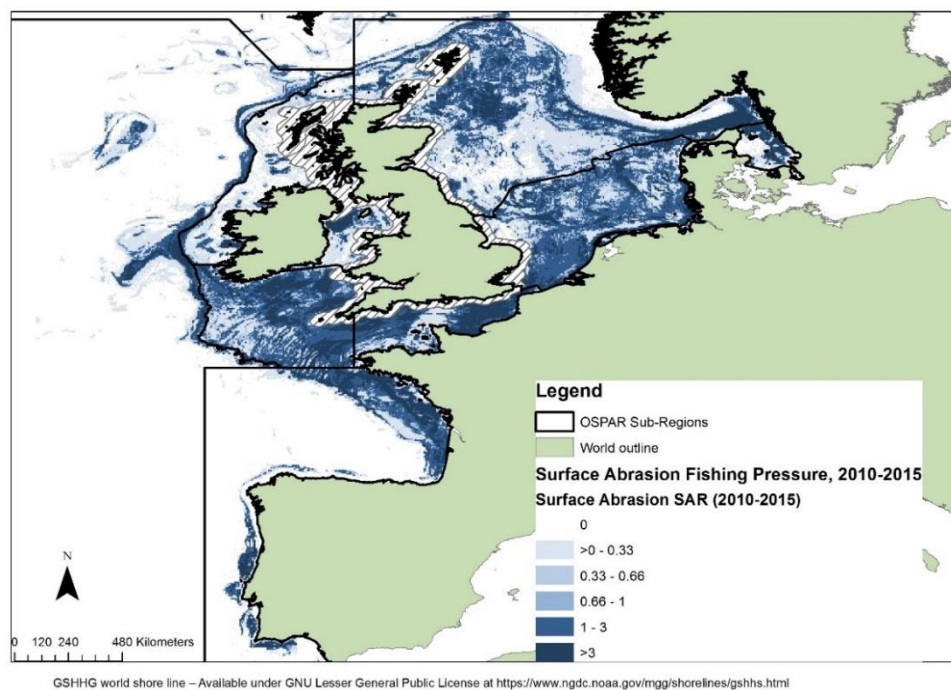 Legend
OSPAR Sub-Regions
World outline
Surface Abrasion Fishing Pressure, 2010-2015
Surface Abrasion SAR (2010-2015)
0
>0 - 0.33
0.33 - 0.66
0.66 - 1
1 - 3
>3
N
0 120 240 480 Kilometers
GSHHG world shore line – Available under GNU Lesser General Public License at https://www.ngdc.noaa.gov/mgg/shorelines/gshhs.html